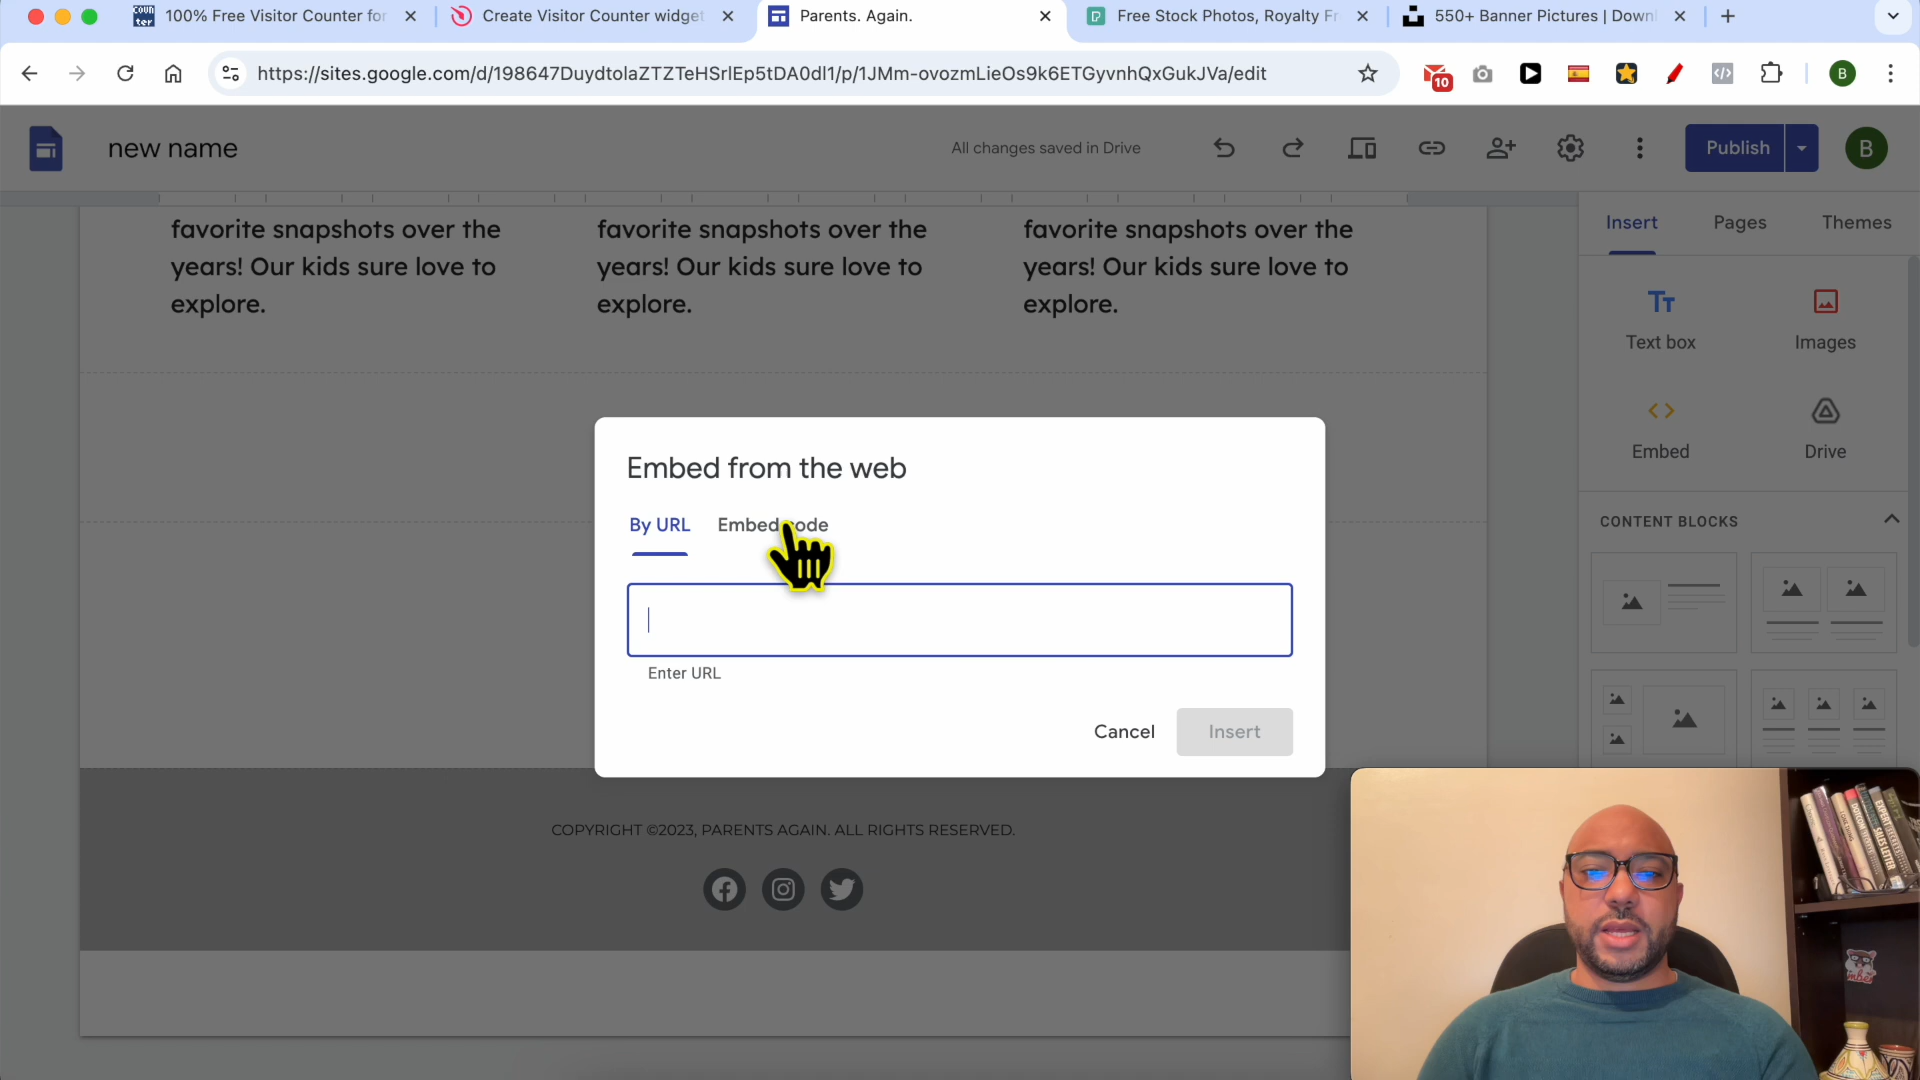 100% Free Visitor Counter for
Create Visitor Counter widget
Parents. Again.
Free Stock Photos, Royalty Fr
550+ Banner Pictures | Down
https://sites.google.com/d/198647DuydtolaZTZTeHSrlEp5tDA0dl1/p/1JMm-ovozmLieOs9k6ETGyvnhQxGukJVa/edit
10
B
new name
All changes saved in Drive
Publish
B
Insert
Pages
Themes
favorite snapshots over the
years! Our kids sure love to
explore.
favorite snapshots over the
years! Our kids sure love to
explore.
favorite snapshots over the
years! Our kids sure love to
explore.
Text box
Images
Embed
Drive
CONTENT BLOCKS
Embed from the web
By URL
Embed code
Enter URL
Cancel
Insert
COPYRIGHT ©2023, PARENTS AGAIN. ALL RIGHTS RESERVED.